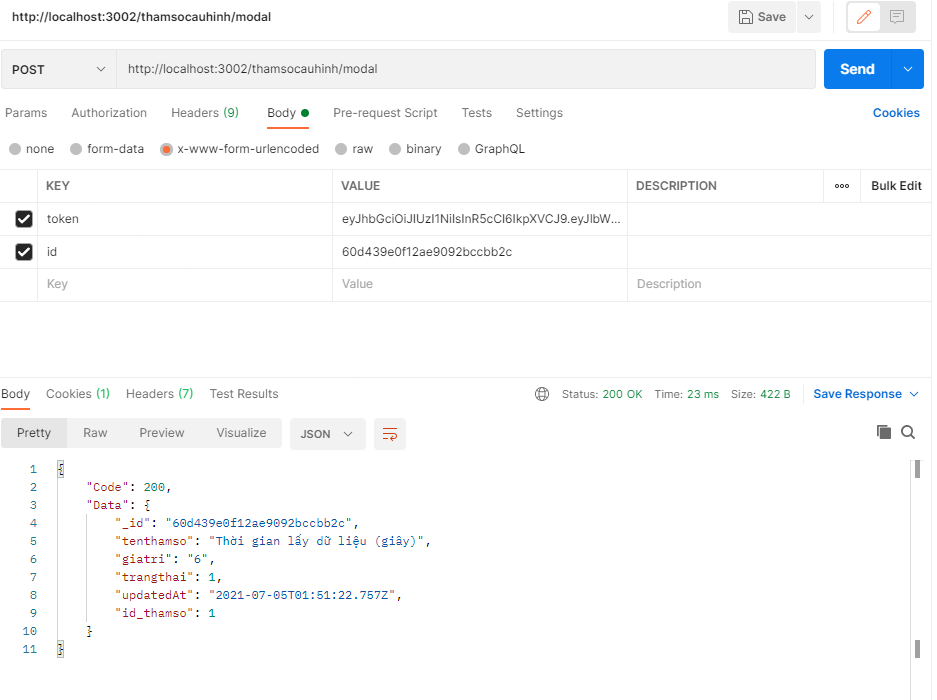 http://localhost:3002/thamsocauhinh/modal Save
POST http://localhost:3002/thamsocauhinh/modal Send
Params Authorization Headers (9) Body Pre-request Script Tests Settings Cookies
none form-data x-www-form-urlencoded raw binary GraphQL
KEY VALUE DESCRIPTION ooo Bulk Edit
token eyJhbGciOiJIUzI1NiIsInR5cCI6IkpXVCJ9.eyJlbW...
id 60d439e0f12ae9092bccbb2c
Key Value Description
Body Cookies (1) Headers (7) Test Results Status: 200 OK Time: 23 ms Size: 422 B Save Response
Pretty Raw Preview Visualize JSON
1 {
2 "Code": 200,
3 "Data": {
4 "_id": "60d439e0f12ae9092bccbb2c",
5 "tenthamso": "Thời gian lấy dữ liệu (giây)",
6 "giatri": "6",
7 "trangthai": 1,
8 "updatedAt": "2021-07-05T01:51:22.757Z",
9 "id_thamso": 1
10 }
11 }